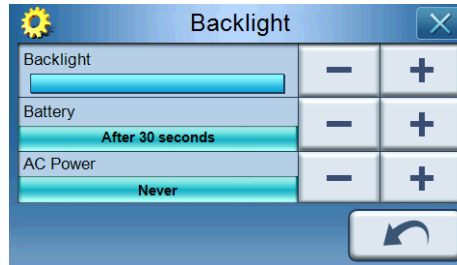 Backlight
Backlight
Battery
After 30 seconds
AC Power
Never